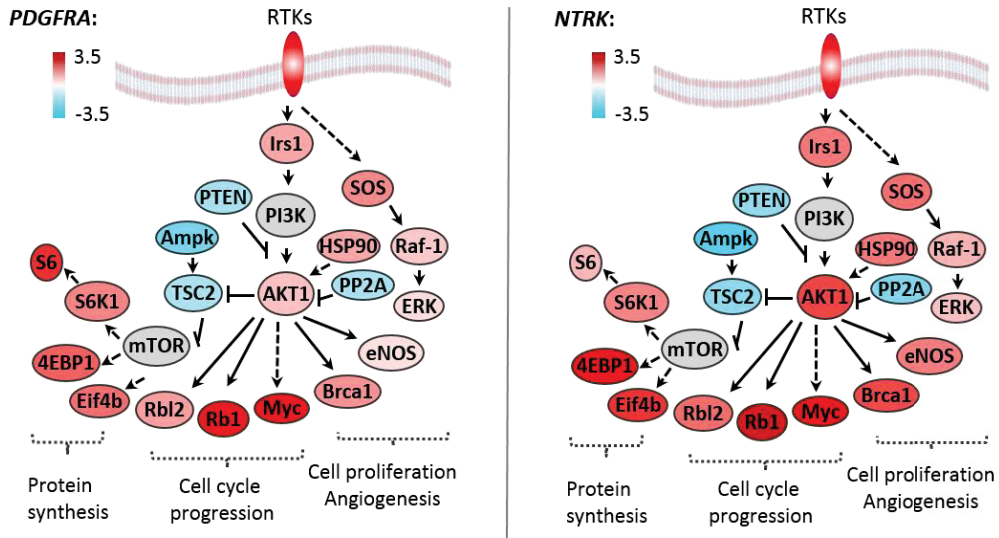 PDGFRA:
RTKs
3.5
-3.5
Irs1
SOS
PTEN
PI3K
Ampk
HSP90
Raf-1
S6
TSC2
AKT1
PP2A
S6K1
ERK
mTOR
eNOS
4EBP1
Brca1
Eif4b
Rbl2
Rb1
Myc
Protein
synthesis
Cell cycle
progression
Cell proliferation
Angiogenesis
NTRK:
RTKs
3.5
-3.5
Irs1
SOS
PTEN
PI3K
Ampk
HSP90
Raf-1
S6
TSC2
AKT1
PP2A
S6K1
ERK
mTOR
eNOS
4EBP1
Brca1
Eif4b
Rbl2
Rb1
Myc
Protein
synthesis
Cell cycle
progression
Cell proliferation
Angiogenesis